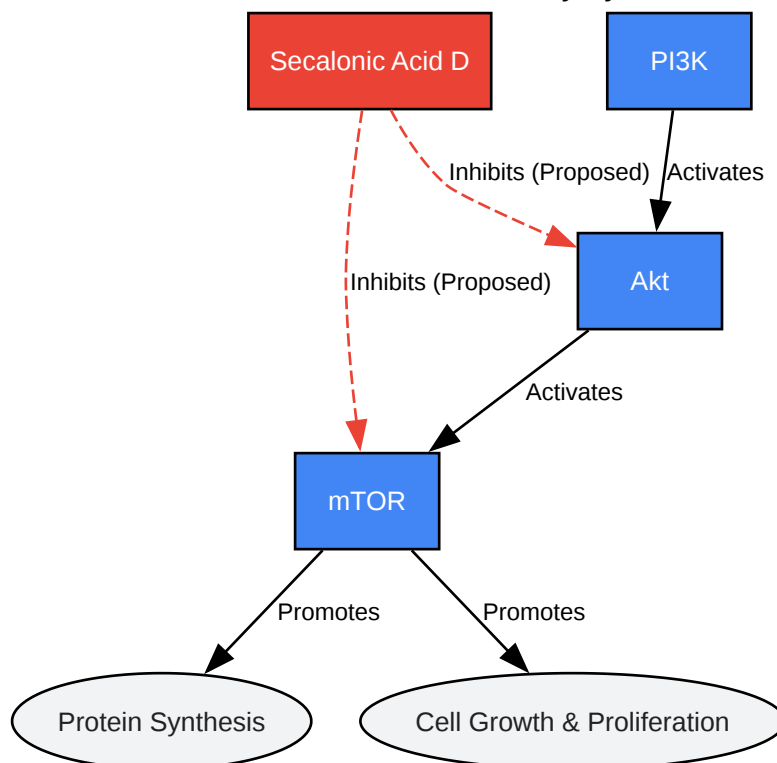 Secalonic Acid D
PI3K
Inhibits (Proposed)
Activates
Akt
Inhibits (Proposed)
Activates
mTOR
Promotes
Promotes
Protein Synthesis
Cell Growth & Proliferation